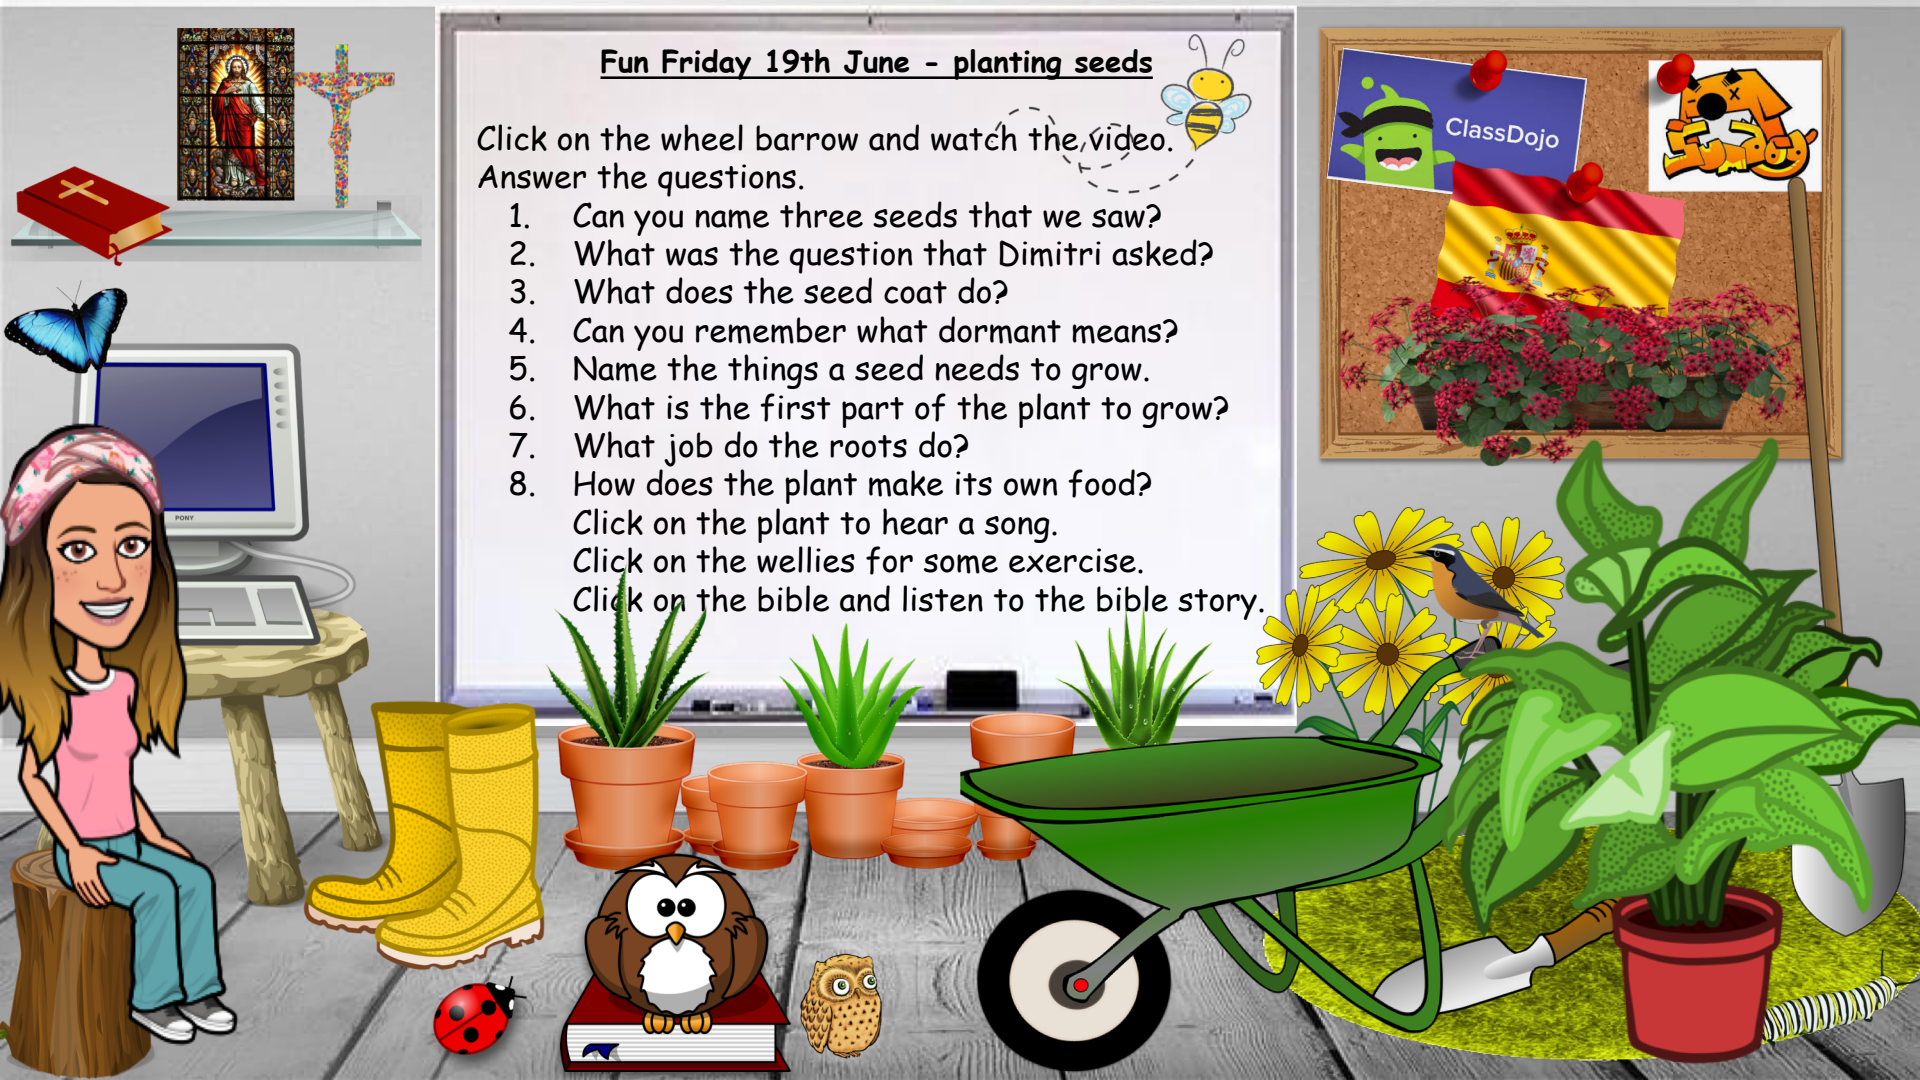 Fun Friday 19th June - planting seeds
Click on the wheel barrow and watch the video.
Answer the questions.
1. Can you name three seeds that we saw?
2. What was the question that Dimitri asked?
3. What does the seed coat do?
4. Can you remember what dormant means?
5. Name the things a seed needs to grow.
6. What is the first part of the plant to grow?
7. What job do the roots do?
8. How does the plant make its own food?
Click on the plant to hear a song.
Click on the wellies for some exercise.
Click on the bible and listen to the bible story.
ClassDojo
Sumdog
PONY